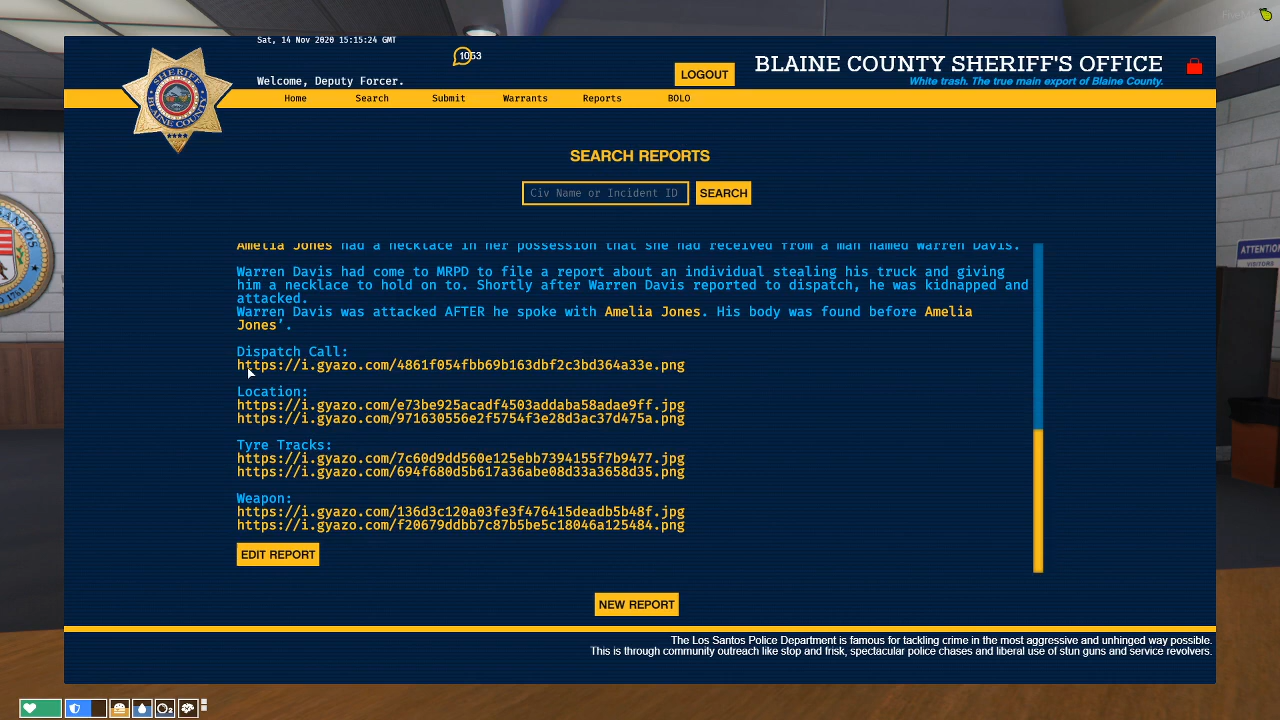 Sat, 14 Nov 2020 15:15:24 GMT
1053
Welcome, Deputy Forcer.
LOGOUT
BLAINE COUNTY SHERIFF'S OFFICE
White trash. The true main export of Blaine County.
SHERIFF
BLAINE COUNTY
Home Search Submit Warrants Reports BOLO
SEARCH REPORTS
Civ Name or Incident ID
SEARCH
Amelia Jones had a necklace in her possession that she had received from a man named Warren Davis.
Warren Davis had come to MRPD to file a report about an individual stealing his truck and giving
him a necklace to hold on to. Shortly after Warren Davis reported to dispatch, he was kidnapped and
attacked.
Warren Davis was attacked AFTER he spoke with Amelia Jones. His body was found before Amelia
Jones'.
Dispatch Call:
https://i.gyazo.com/4861f054fbb69b163dbf2c3bd364a33e.png
Location:
https://i.gyazo.com/e73be925acadf4503addaba58adae9ff.jpg
https://i.gyazo.com/971630556e2f5754f3e28d3ac37d475a.png
Tyre Tracks:
https://i.gyazo.com/7c60d9dd560e125ebb7394155f7b9477.jpg
https://i.gyazo.com/694f680d5b617a36abe08d33a3658d35.png
Weapon:
https://i.gyazo.com/136d3c120a03fe3f476415deadb5b48f.jpg
https://i.gyazo.com/f20679ddbb7c87b5be5c18046a125484.png
EDIT REPORT
NEW REPORT
The Los Santos Police Department is famous for tackling crime in the most aggressive and unhinged way possible.
This is through community outreach like stop and frisk, spectacular police chases and liberal use of stun guns and service revolvers.
ATTENTION
VISITORS
O2